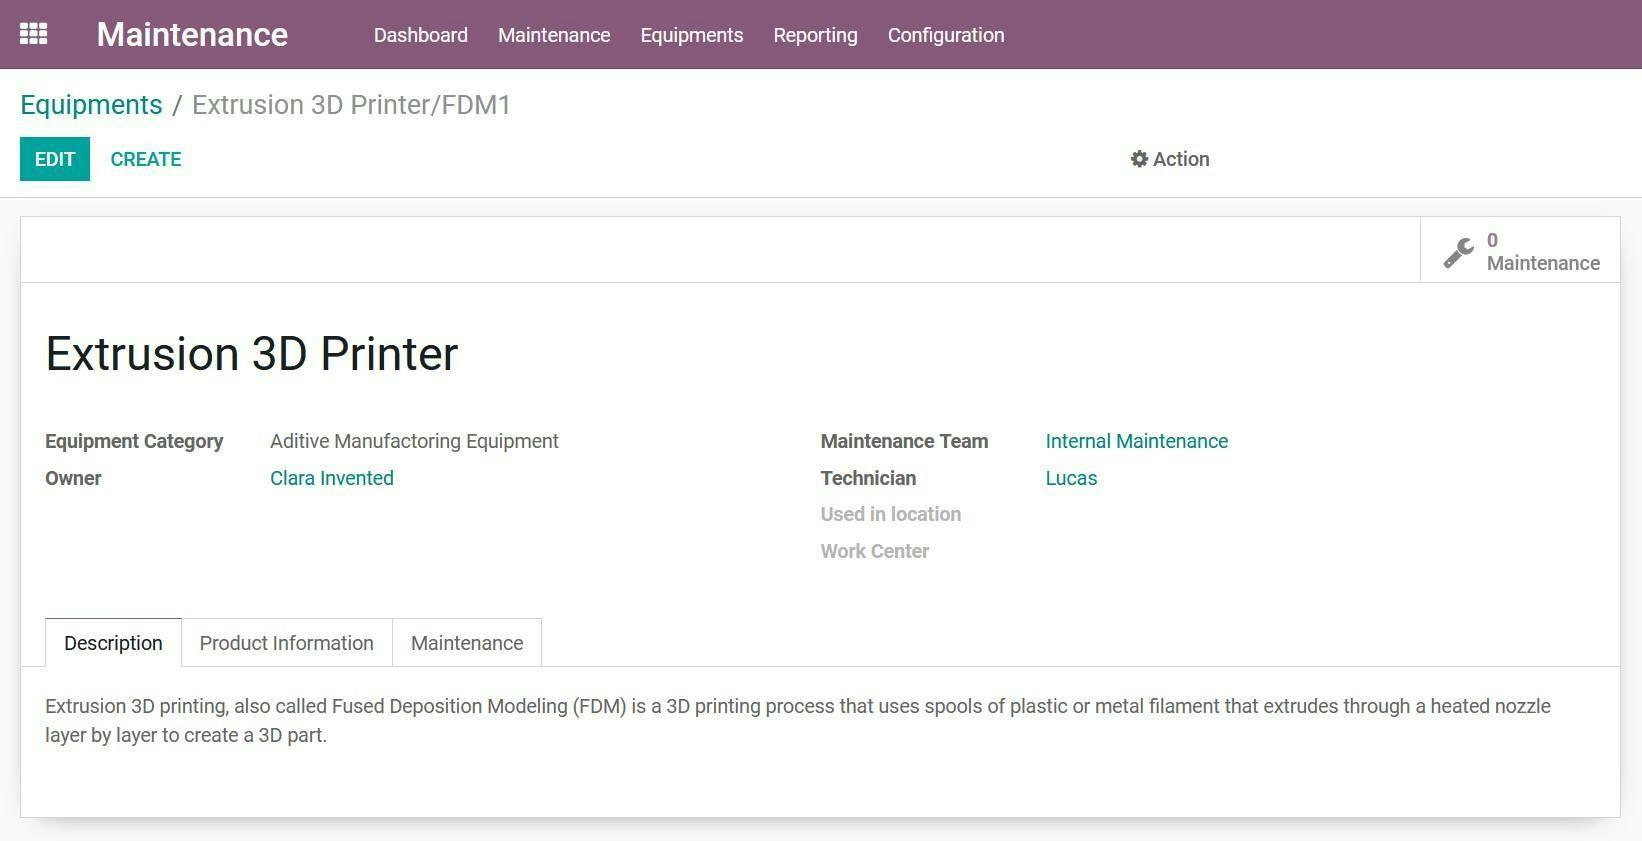 Maintenance Dashboard Maintenance Equipments Reporting Configuration
Equipments / Extrusion 3D Printer/FDM1
EDIT CREATE Action
0
Maintenance
Extrusion 3D Printer
Equipment Category Aditive Manufactoring Equipment
Owner Clara Invented
Maintenance Team Internal Maintenance
Technician Lucas
Used in location
Work Center
Description Product Information Maintenance
Extrusion 3D printing, also called Fused Deposition Modeling (FDM) is a 3D printing process that uses spools of plastic or metal filament that extrudes through a heated nozzle
layer by layer to create a 3D part.